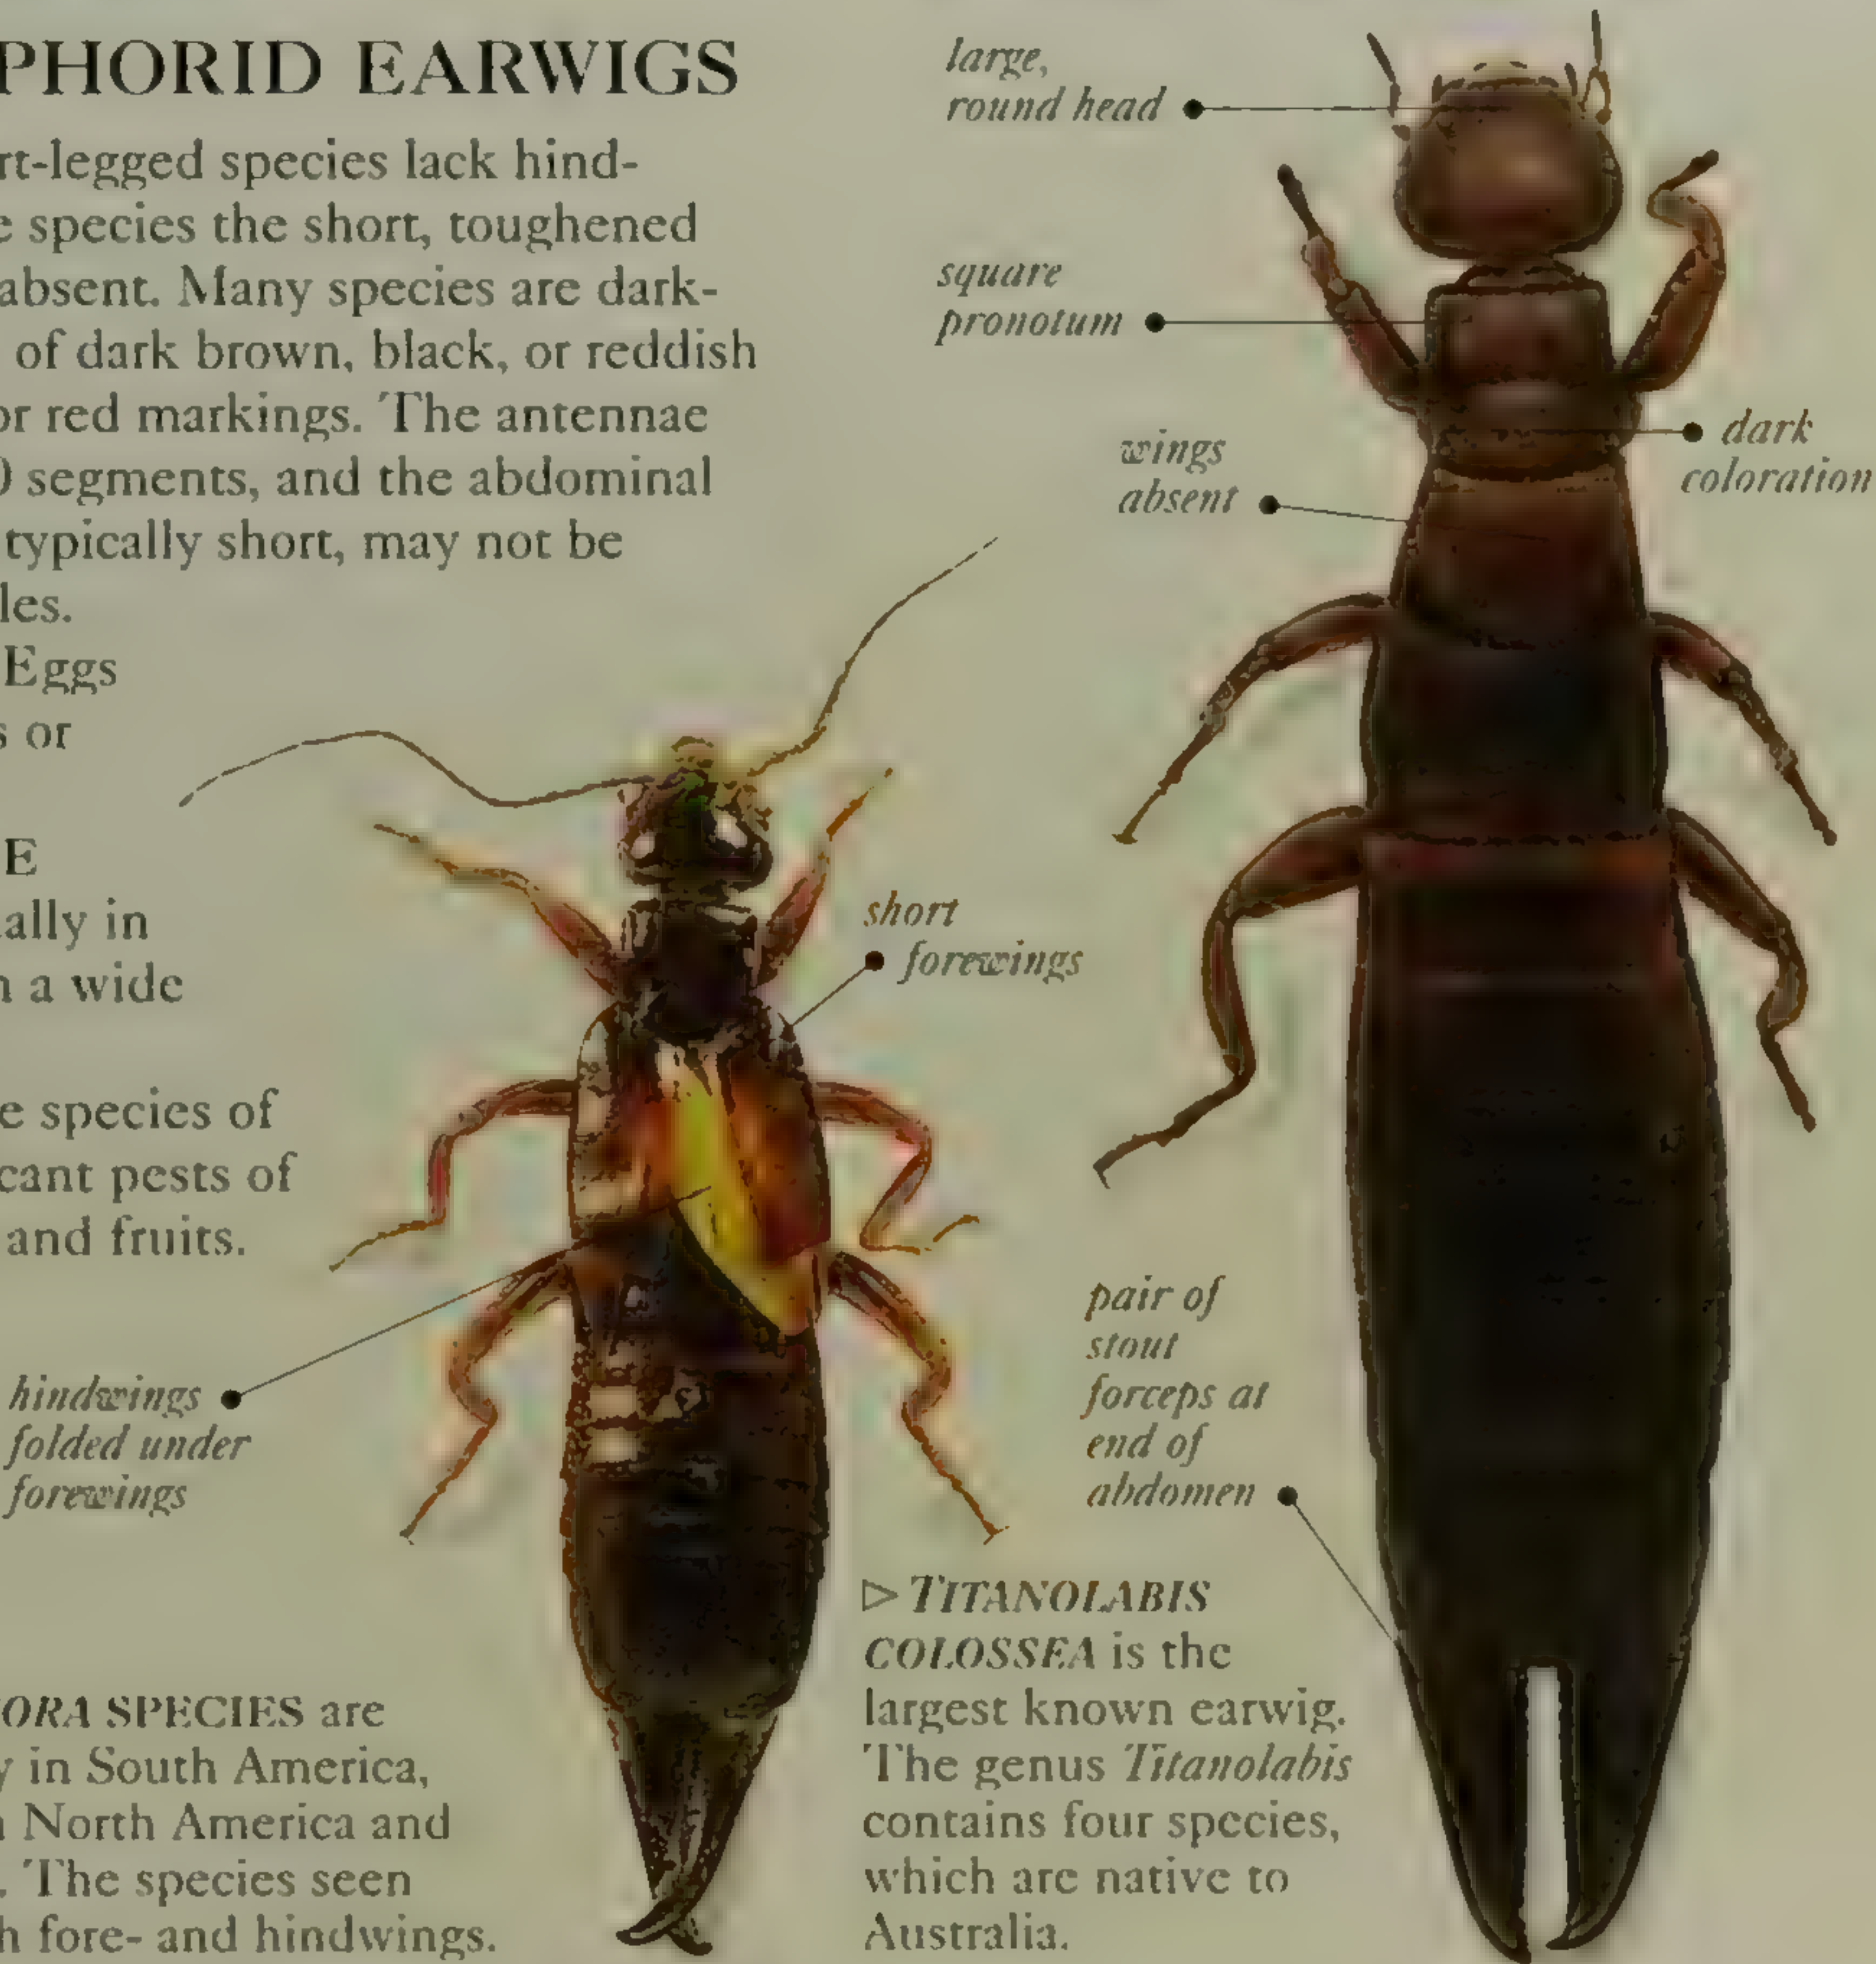 PHORID EARWIGS
rt-legged species lack hind-
e species the short, toughened
absent. Many species are dark-
of dark brown, black, or reddish
or red markings. The antennae
0 segments, and the abdominal
typically short, may not be
les.
Eggs
s or
E
ally in
n a wide
e species of
cant pests of
and fruits.
large,
round head
square
pronotum
wings
absent
dark
coloration
short
forewings
hindwings
folded under
forewings
pair of
stout
forceps at
end of
abdomen
ORA SPECIES are
y in South America,
n North America and
. The species seen
h fore- and hindwings.
▷ TITANOLABIS
COLOSSEA is the
largest known earwig.
The genus Titanolabis
contains four species,
which are native to
Australia.